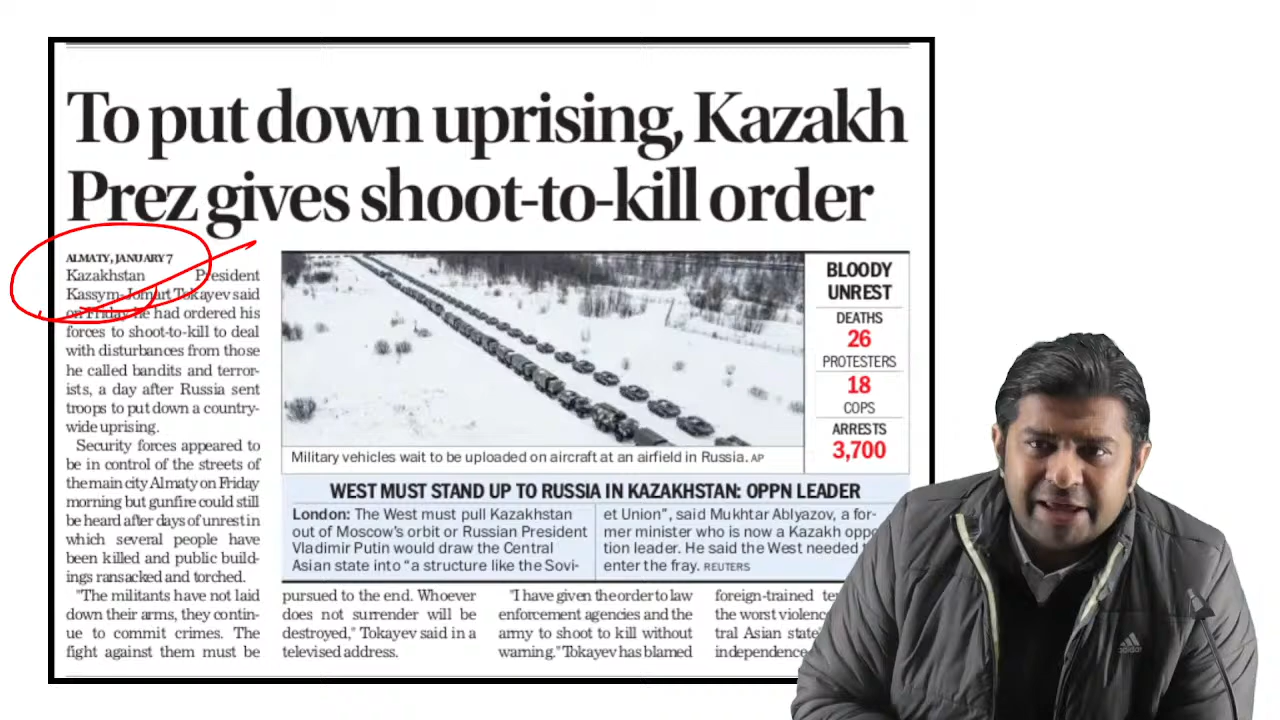 To put down uprising, Kazakh
Prez gives shoot-to-kill order
ALMATY, JANUARY 7
Kazakhstan President
Kassym-Jomart Tokayev said
on Friday he had ordered his
forces to shoot-to-kill to deal
with disturbances from those
he called bandits and terror-
ists, a day after Russia sent
troops to put down a country-
wide uprising.
Security forces appeared to
be in control of the streets of
the main city Almaty on Friday
morning but gunfire could still
be heard after days of unrest in
which several people have
been killed and public build-
ings ransacked and torched.
"The militants have not laid
down their arms, they contin-
ue to commit crimes. The
fight against them must be
Military vehicles wait to be uploaded on aircraft at an airfield in Russia. AP
BLOODY
UNREST
DEATHS
26
PROTESTERS
18
COPS
ARRESTS
3,700
WEST MUST STAND UP TO RUSSIA IN KAZAKHSTAN: OPPN LEADER
London: The West must pull Kazakhstan
out of Moscow's orbit or Russian President
Vladimir Putin would draw the Central
Asian state into "a structure like the Sovi-
et Union", said Mukhtar Ablyazov, a for-
mer minister who is now a Kazakh
tion leader. He said the West needed
enter the fray. REUTERS
pursued to the end. Whoever
does not surrender will be
destroyed," Tokayev said in a
televised address.
"I have given the order to law
enforcement agencies and the
army to shoot to kill without
warning." Tokayev has blamed
foreign-trained
the worst
tral Asian
adidas